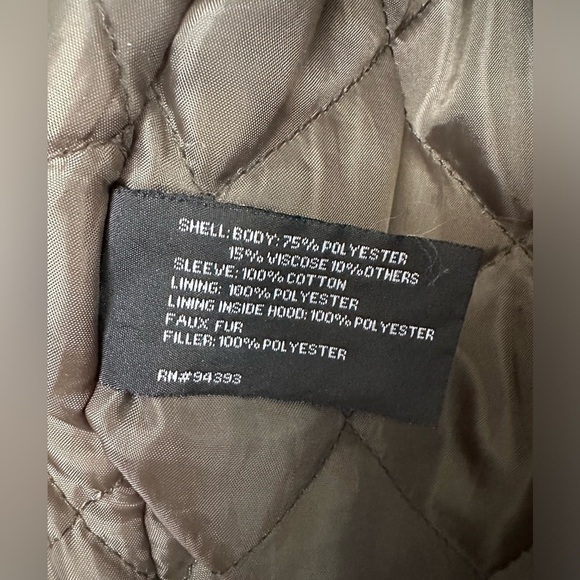 SHELL: BODY: 75% POLYESTER
15% VISCOSE 10% OTHERS
SLEEVE: 100% COTTON
LINING: 100% POLYESTER
LINING INSIDE HOOD: 100% POLYESTER
FAUX FUR
FILLER: 100% POLYESTER
RN#94393